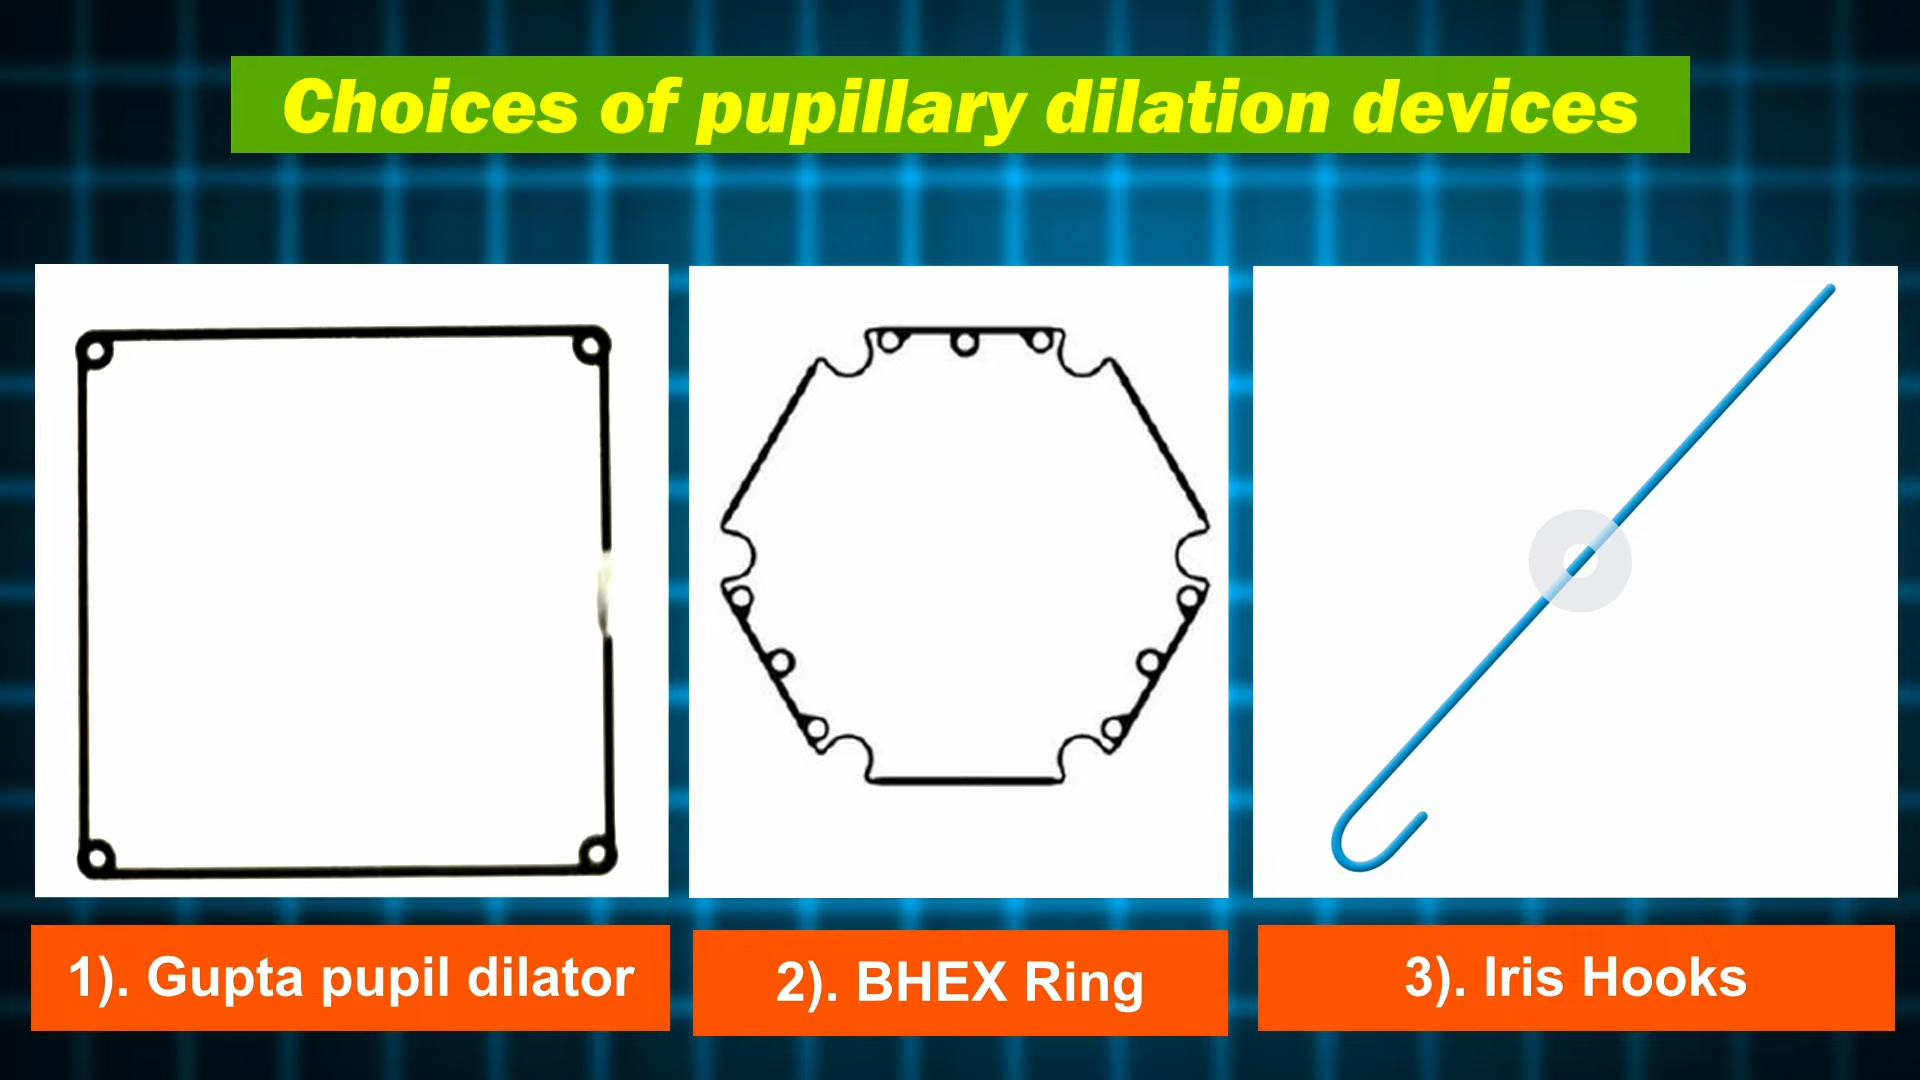 Choices of pupillary dilation devices
1). Gupta pupil dilator
2). BHEX Ring
3). Iris Hooks